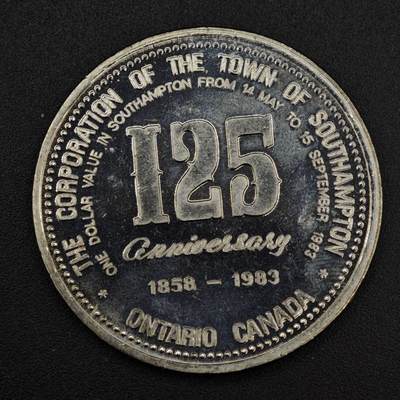 THE CORPORATION OF THE TOWN OF SOUTHAMPTON
ONE DOLLAR VALUE IN SOUTHAMPTON FROM 14 MAY TO 15 SEPTEMBER 1983
125
Anniversary
1858 - 1983
* ONTARIO CANADA *